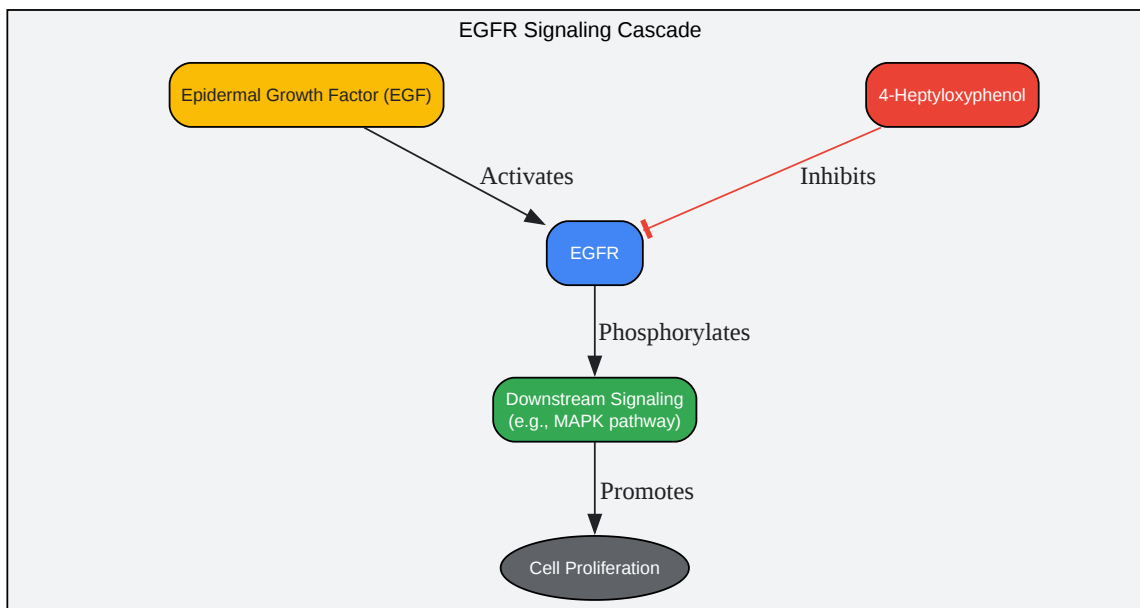 EGFR Signaling Cascade
Epidermal Growth Factor (EGF)
4-Heptyloxyphenol
Activates
Inhibits
EGFR
Phosphorylates
Downstream Signaling
(e.g., MAPK pathway)
Promotes
Cell Proliferation